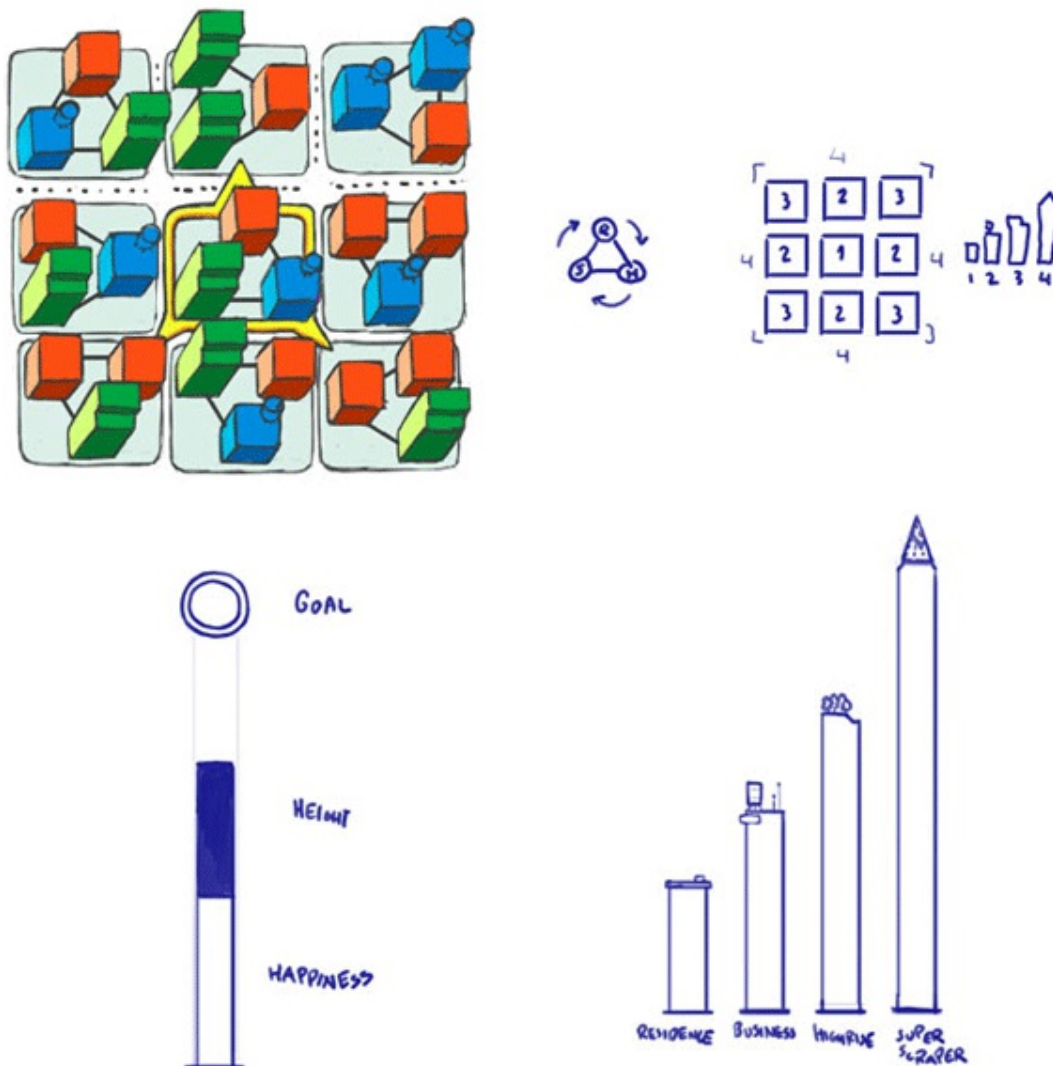 4
3 2 3
4 2 1 2 4
3 2 3
4
1 2 3 4
R
S H
GOAL
HEIGHT
HAPPINESS
RESIDENCE
BUSINESS
HIGHRISE
SUPER
SCRAPER